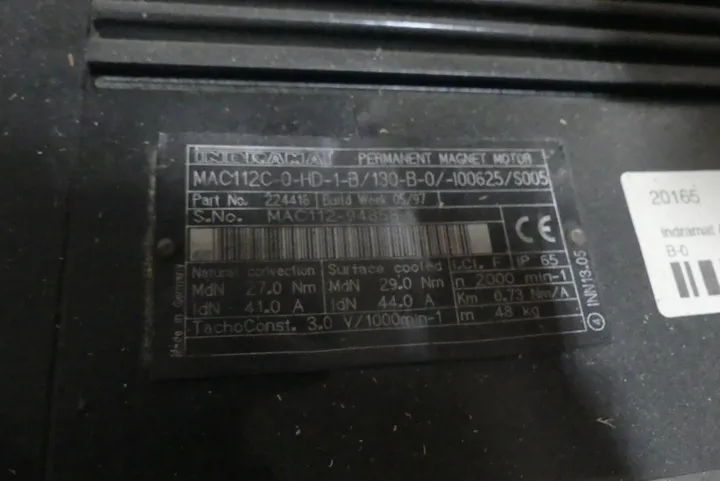 INDRAMAT PERMANENT MAGNET MOTOR
MAC112C-0-HD-1-B/130-B-0/-I00625/S005
Part No. 224416 Build Week 05/97
S.No. MAC112-
CE
Natural convection Surface cooled I.Cl. F IP 65
MdN 27.0 Nm MdN 29.0 Nm n 2000 min-1
IdN 41.0 A IdN 44.0 A Km 0.73 Nm/A
TachoConst. 3.0 V/1000min-1 m 48 kg
Made in Germany
4 INN13.05
20165
Indramat
B-0